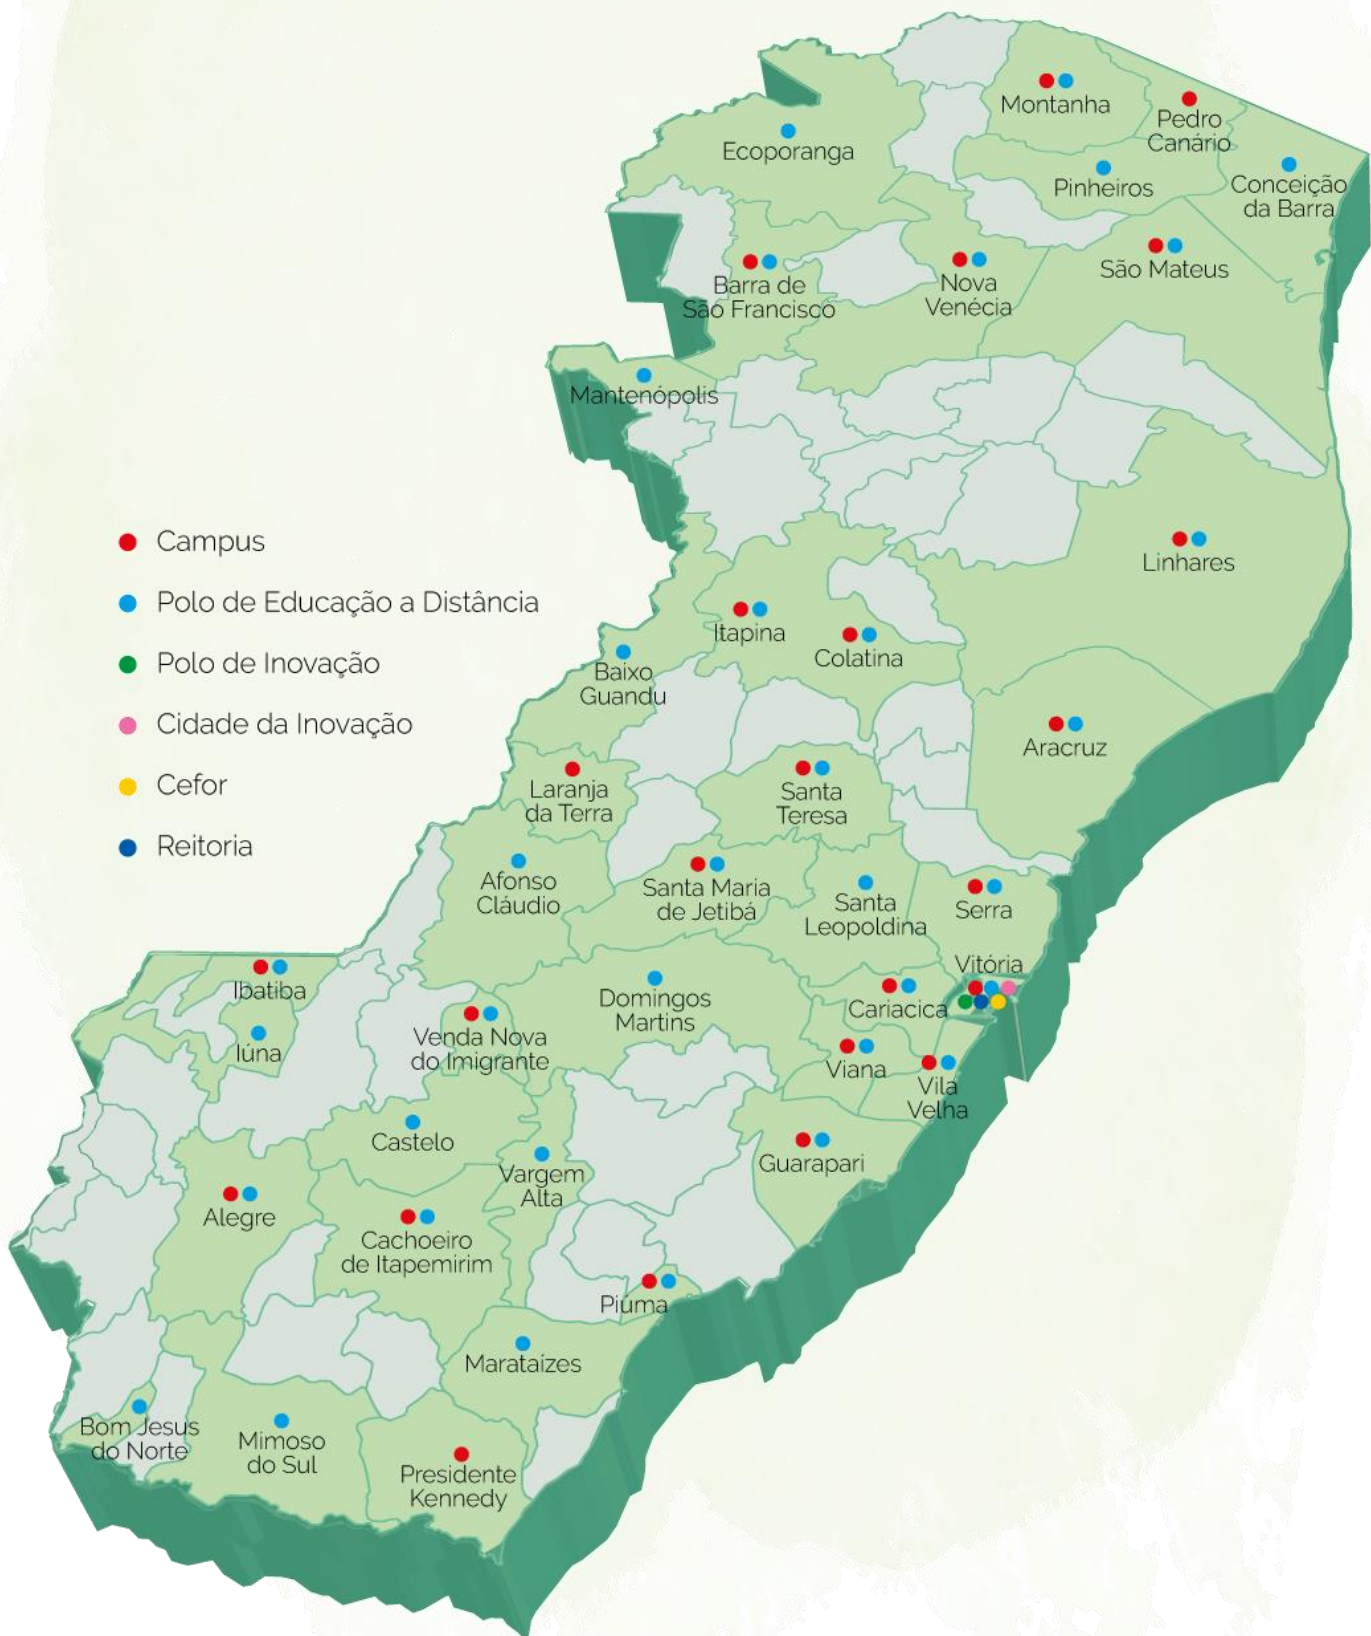 Montanha
Pedro
Canário
Ecoporanga
Pinheiros
Conceição
da Barra
São Mateus
Barra de
São Francisco
Nova
Venécia
Mantenópolis
Campus
Polo de Educação a Distância
Polo de Inovação
Cidade da Inovação
Cefor
Reitoria
Linhares
Itapina
Colatina
Baixo
Guandu
Aracruz
Laranja
da Terra
Santa
Teresa
Afonso
Cláudio
Santa Maria
de Jetibá
Santa
Leopoldina
Serra
Vitória
Ibatiba
Domingos
Martins
Cariacica
Iúna
Venda Nova
do Imigrante
Viana
Vila
Velha
Castelo
Vargem
Alta
Guarapari
Alegre
Cachoeiro
de Itapemirim
Piúma
Marataízes
Bom Jesus
do Norte
Mimoso
do Sul
Presidente
Kennedy